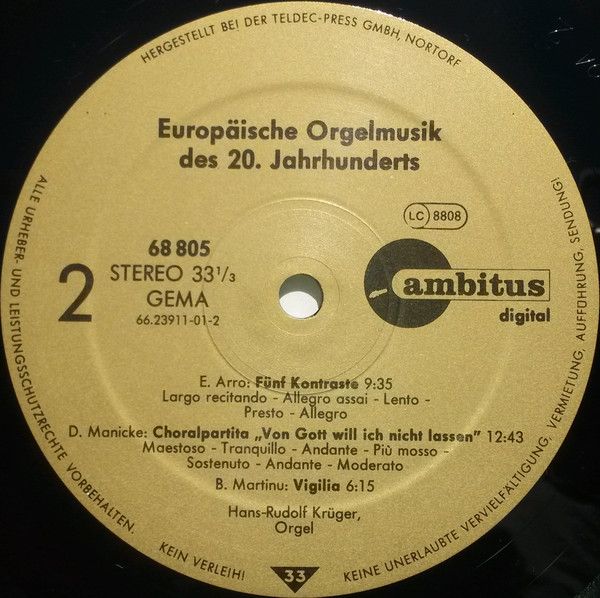 HERGESTELLT BEI DER TELDEC-PRESS GMBH, NORTORF
Europäische Orgelmusik
des 20. Jahrhunderts
LC 8808
68 805
2
STEREO 33 1/3
GEMA
66.23911-01-2
ambitus
digital
E. Arro: Fünf Kontraste 9:35
Largo recitando - Allegro assai - Lento -
Presto - Allegro
D. Manicke: Choralpartita „Von Gott will ich nicht lassen” 12:43
Maestoso - Tranquillo - Andante - Più mosso -
Sostenuto - Andante - Moderato
B. Martinu: Vigilia 6:15
Hans-Rudolf Krüger,
Orgel
33
ALLE URHEBER- UND LEISTUNGSSCHUTZRECHTE VORBEHALTEN.
KEIN VERLEIH!
KEINE UNERLAUBTE VERVIELFÄLTIGUNG, VERMIETUNG, AUFFÜHRUNG, SENDUNG!